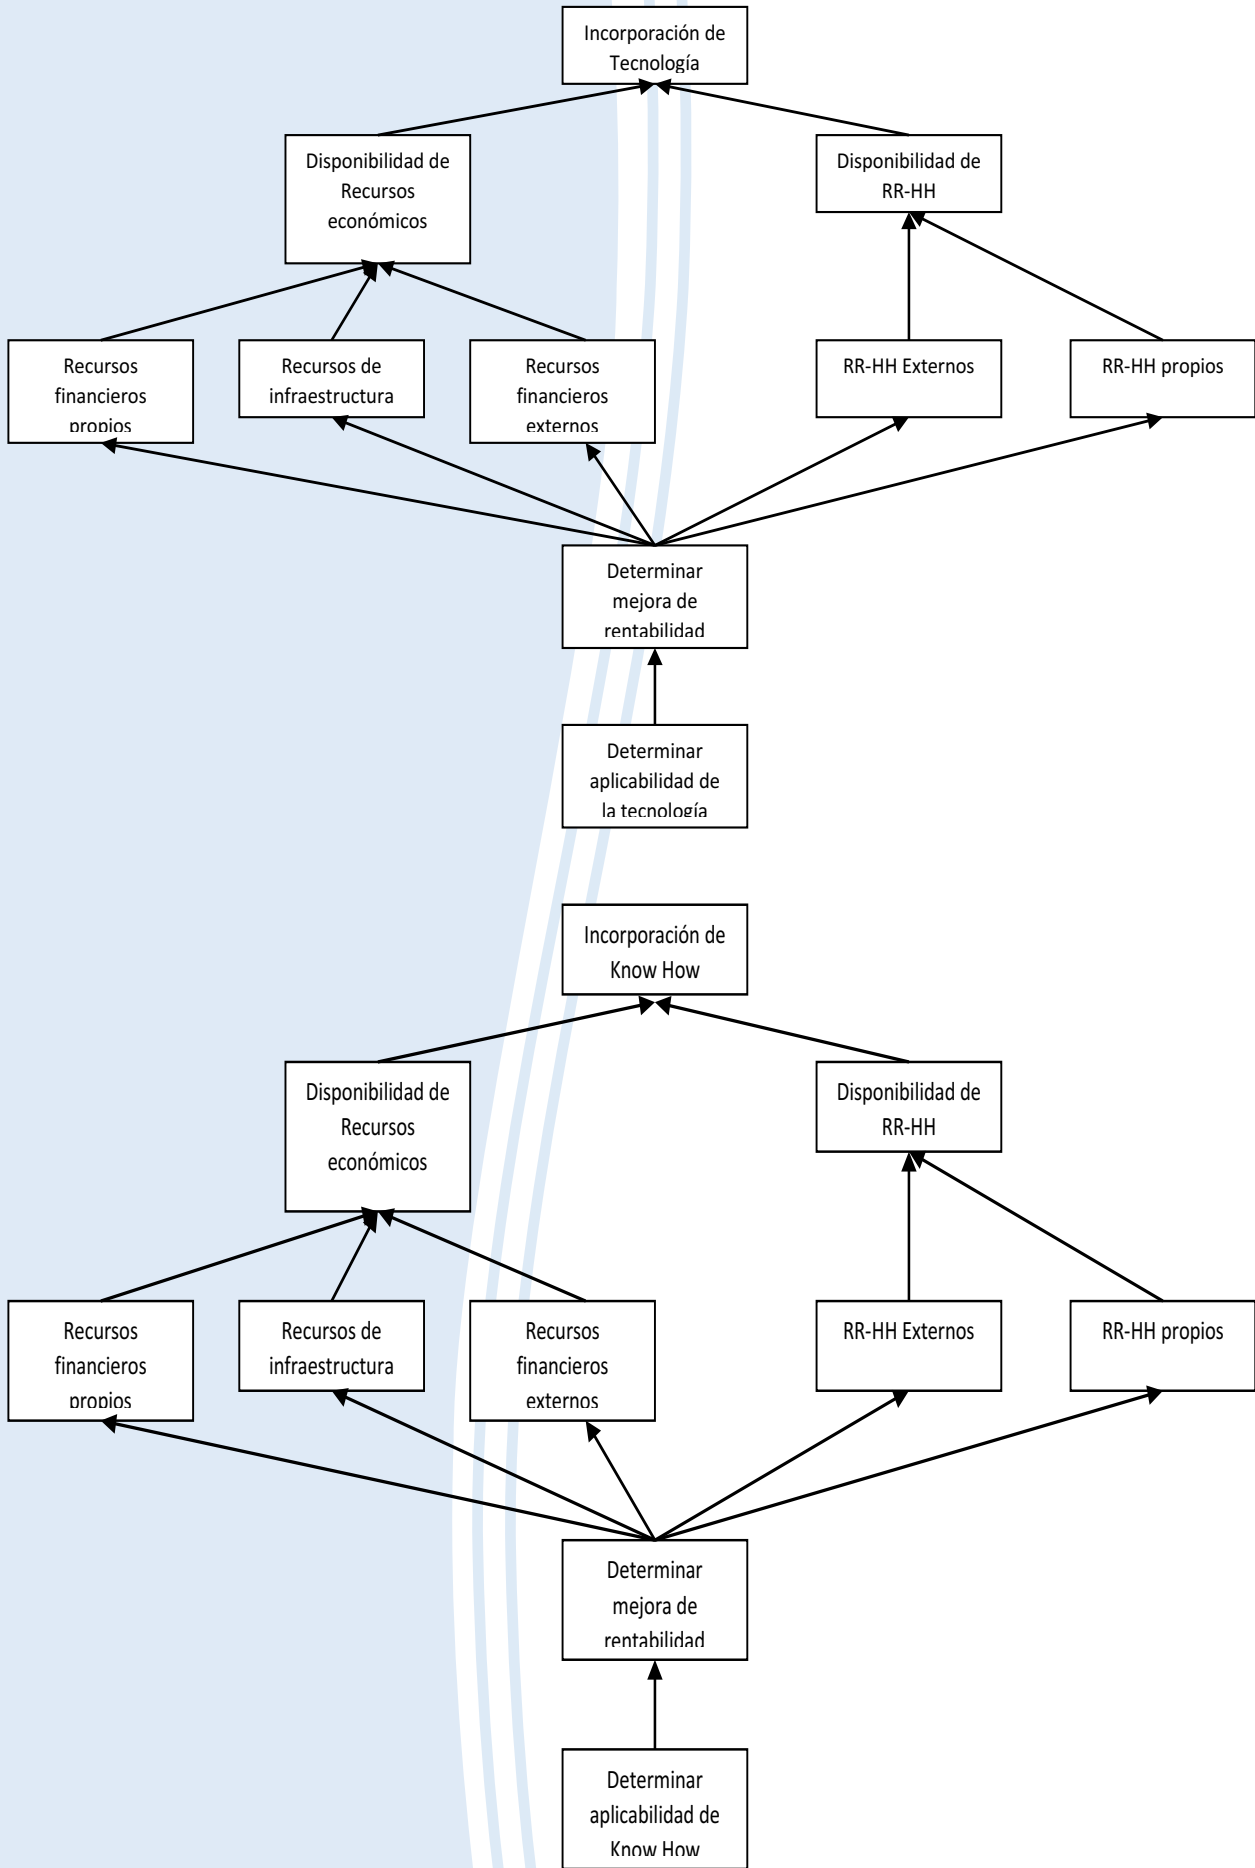 Incorporación de
Tecnología
Disponibilidad de
Recursos
económicos
Disponibilidad de
RR-HH
Recursos
financieros
propios
Recursos de
infraestructura
Recursos
financieros
externos
RR-HH Externos
RR-HH propios
Determinar
mejora de
rentabilidad
Determinar
aplicabilidad de
la tecnología
Incorporación de
Know How
Disponibilidad de
Recursos
económicos
Disponibilidad de
RR-HH
Recursos
financieros
propios
Recursos de
infraestructura
Recursos
financieros
externos
RR-HH Externos
RR-HH propios
Determinar
mejora de
rentabilidad
Determinar
aplicabilidad de
Know How